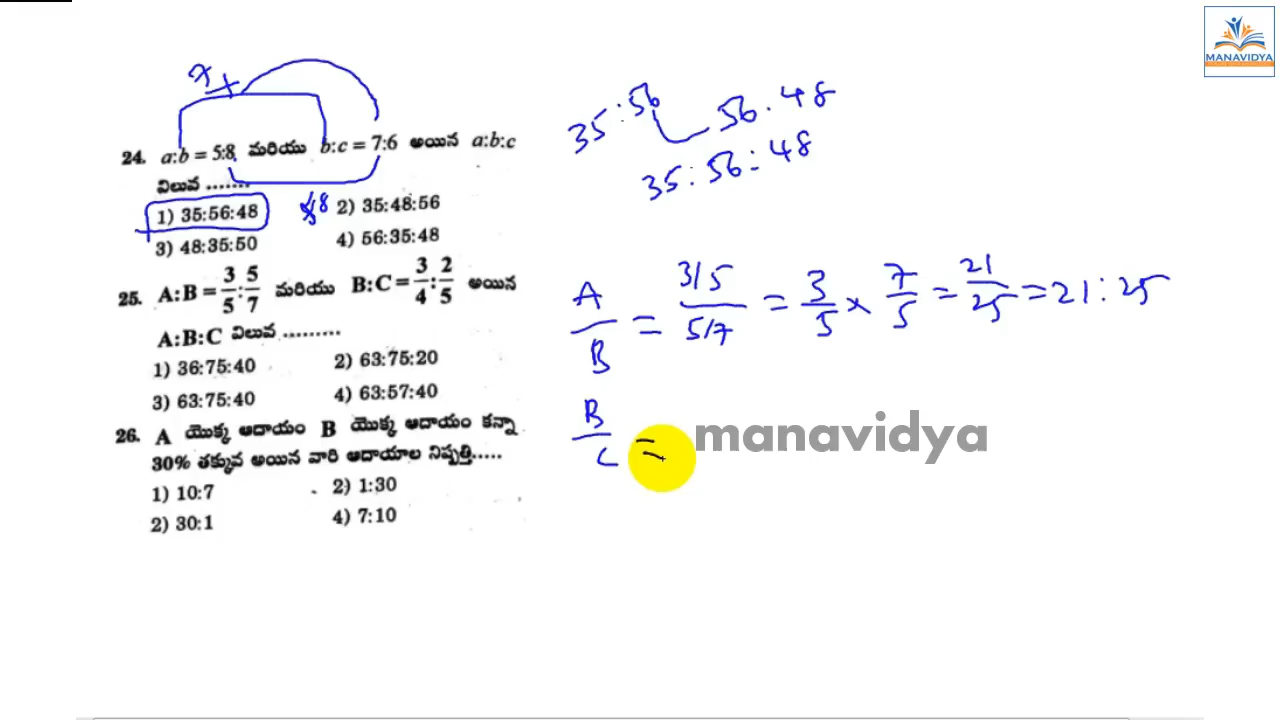 MANAVIDYA
7
24. a:b = 5:8 మరియు b:c = 7:6 అయిన a:b:c
విలువ .......
1) 35:56:48 2) 35:48:56
3) 48:35:50 4) 56:35:48
8
35:56 56.48
35:56:48
25. A:B = 3/5 : 5/7 మరియు B:C = 3/4 : 2/5 అయిన
A:B:C విలువ .........
1) 36:75:40 2) 63:75:20
3) 63:75:40 4) 63:57:40
A/B = 3/5 / 5/7 = 3/5 × 7/5 = 21/25 = 21:25
B/C =
manavidya
26. A యొక్క ఆదాయం B యొక్క ఆదాయం కన్నా
30% తక్కువ అయిన వారి ఆదాయాల నిష్పత్తి.....
1) 10:7 2) 1:30
2) 30:1 4) 7:10